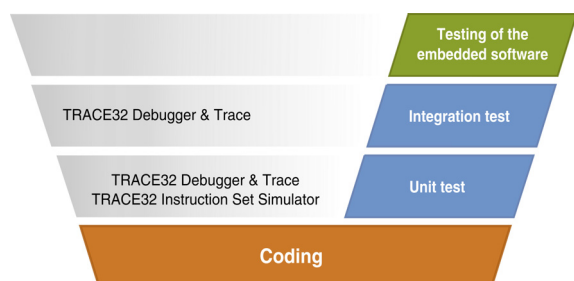 Testing of the
embedded software
TRACE32 Debugger & Trace
Integration test
TRACE32 Debugger & Trace
TRACE32 Instruction Set Simulator
Unit test
Coding